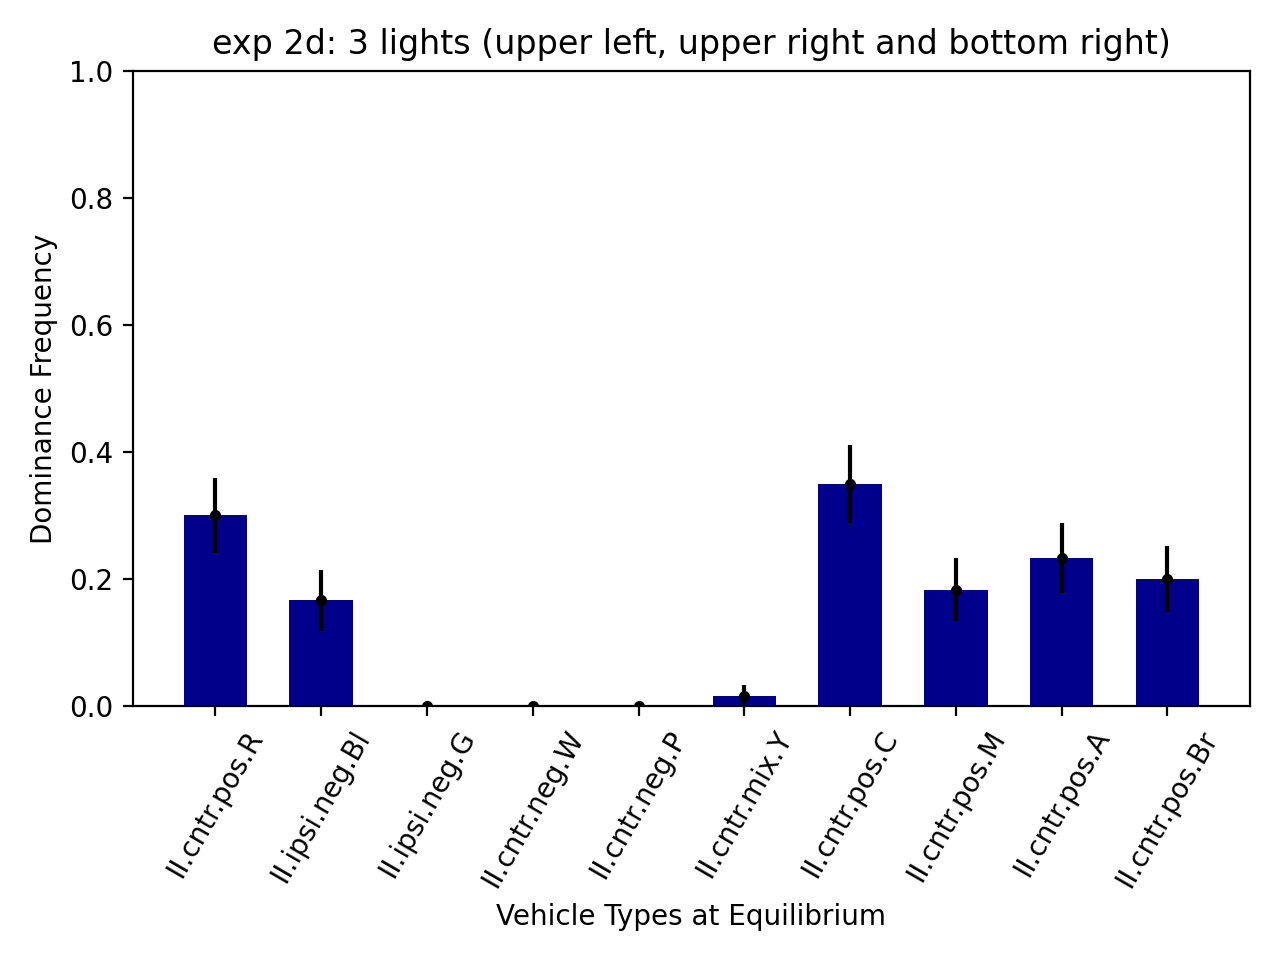 exp 2d: 3 lights (upper left, upper right and bottom right)
Dominance Frequency
1.0
0.8
0.6
0.4
0.2
0.0
II.cntr.pos.R
II.ipsi.neg.Bl
II.ipsi.neg.G
II.cntr.neg.W
II.cntr.neg.P
II.cntr.mix.Y
II.cntr.pos.C
II.cntr.pos.M
II.cntr.pos.A
II.cntr.pos.Br
Vehicle Types at Equilibrium